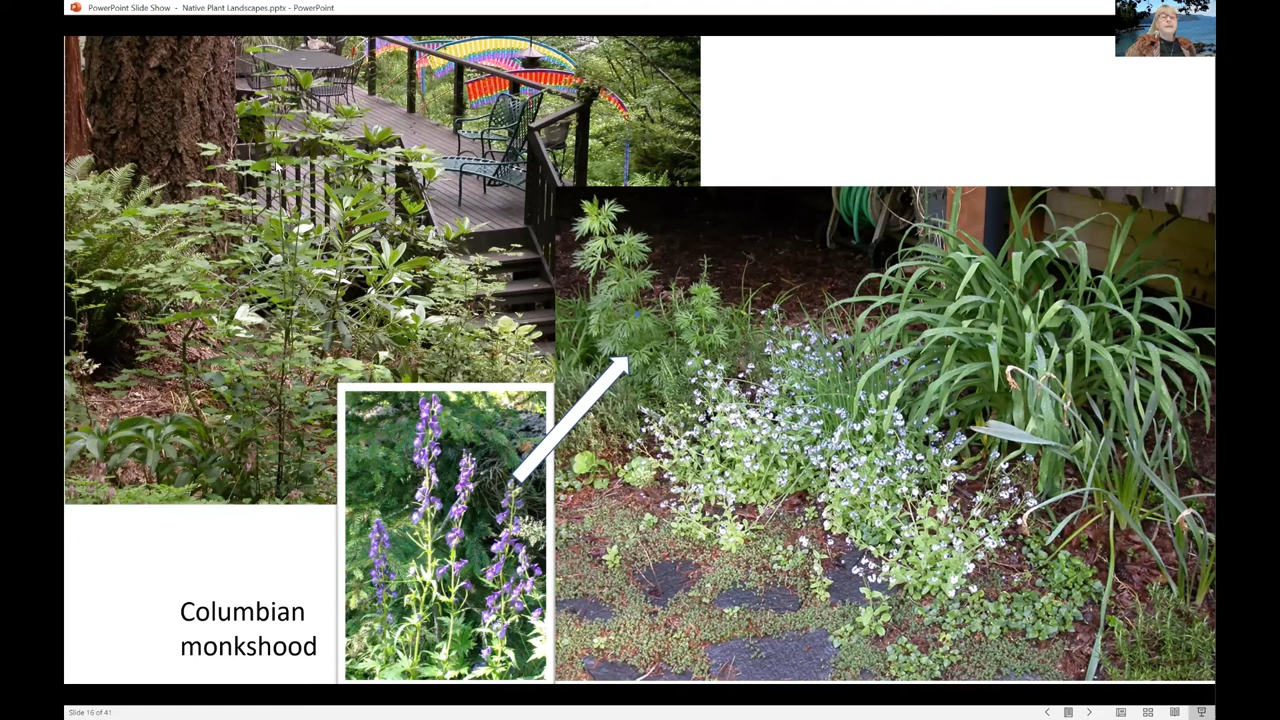 PowerPoint Slide Show - Native Plant Landscapes.pptx - PowerPoint
Columbian
monkshood
Slide 16 of 41